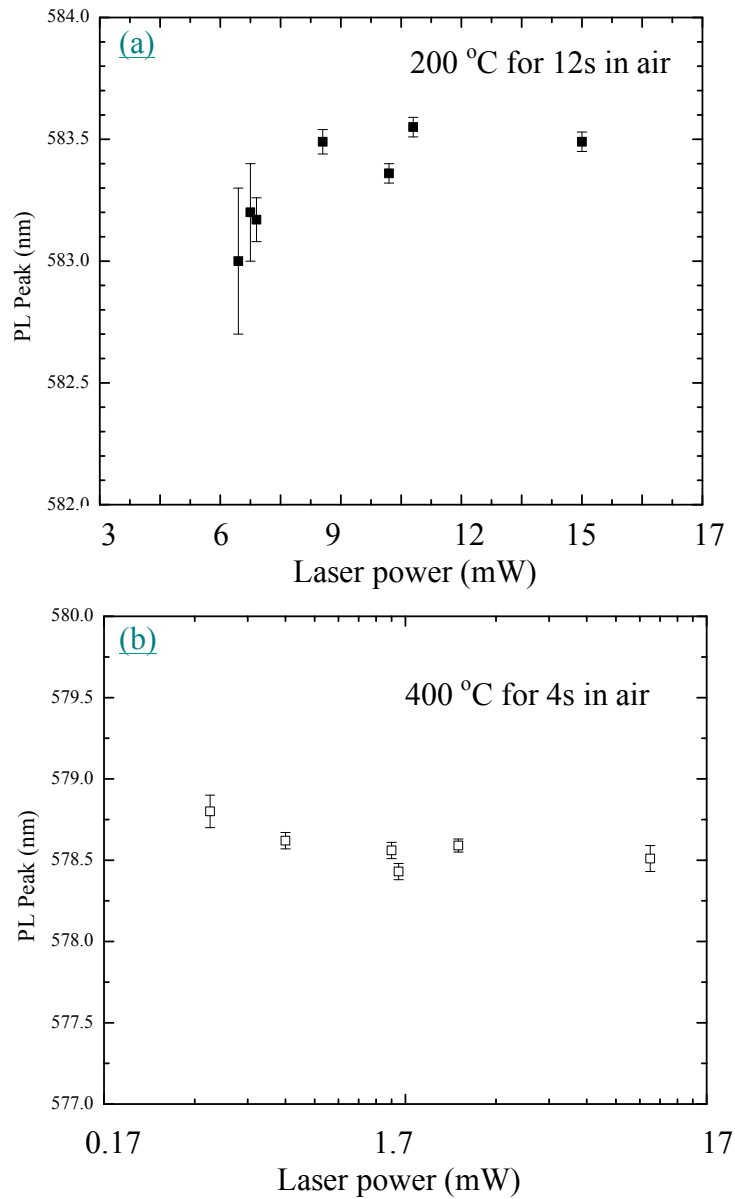 584.0
(a)
200 °C for 12s in air
583.5
583.0
582.5
582.0
PL Peak (nm)
3 6 9 12 15 17
Laser power (mW)
580.0
(b)
400 °C for 4s in air
579.5
579.0
578.5
578.0
577.5
577.0
PL Peak (nm)
0.17 1.7 17
Laser power (mW)